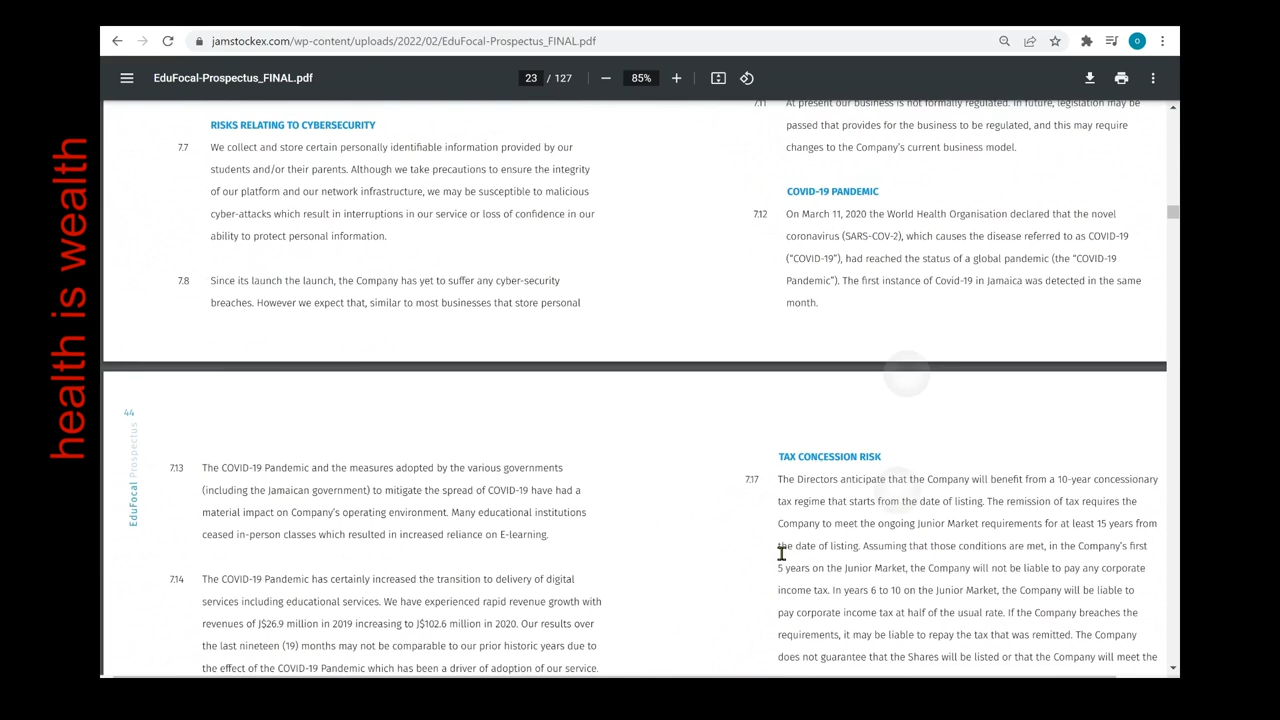 health is wealth
jamstockex.com/wp-content/uploads/2022/02/EduFocal-Prospectus_FINAL.pdf
EduFocal-Prospectus_FINAL.pdf
23 / 127
85%
RISKS RELATING TO CYBERSECURITY
7.7 We collect and store certain personally identifiable information provided by our
students and/or their parents. Although we take precautions to ensure the integrity
of our platform and our network infrastructure, we may be susceptible to malicious
cyber-attacks which result in interruptions in our service or loss of confidence in our
ability to protect personal information.
7.8 Since its launch the launch, the Company has yet to suffer any cyber-security
breaches. However we expect that, similar to most businesses that store personal
7.11 At present our business is not formally regulated. In future, legislation may be
passed that provides for the business to be regulated, and this may require
changes to the Company's current business model.
COVID-19 PANDEMIC
7.12 On March 11, 2020 the World Health Organisation declared that the novel
coronavirus (SARS-COV-2), which causes the disease referred to as COVID-19
("COVID-19"), had reached the status of a global pandemic (the "COVID-19
Pandemic"). The first instance of Covid-19 in Jamaica was detected in the same
month.
44
EduFocal Prospectus
7.13 The COVID-19 Pandemic and the measures adopted by the various governments
(including the Jamaican government) to mitigate the spread of COVID-19 have had a
material impact on Company's operating environment. Many educational institutions
ceased in-person classes which resulted in increased reliance on E-learning.
7.14 The COVID-19 Pandemic has certainly increased the transition to delivery of digital
services including educational services. We have experienced rapid revenue growth with
revenues of J$26.9 million in 2019 increasing to J$102.6 million in 2020. Our results over
the last nineteen (19) months may not be comparable to our prior historic years due to
the effect of the COVID-19 Pandemic which has been a driver of adoption of our service.
TAX CONCESSION RISK
7.17 The Directors anticipate that the Company will benefit from a 10-year concessionary
tax regime that starts from the date of listing. The remission of tax requires the
Company to meet the ongoing Junior Market requirements for at least 15 years from
the date of listing. Assuming that those conditions are met, in the Company's first
5 years on the Junior Market, the Company will not be liable to pay any corporate
income tax. In years 6 to 10 on the Junior Market, the Company will be liable to
pay corporate income tax at half of the usual rate. If the Company breaches the
requirements, it may be liable to repay the tax that was remitted. The Company
does not guarantee that the Shares will be listed or that the Company will meet the